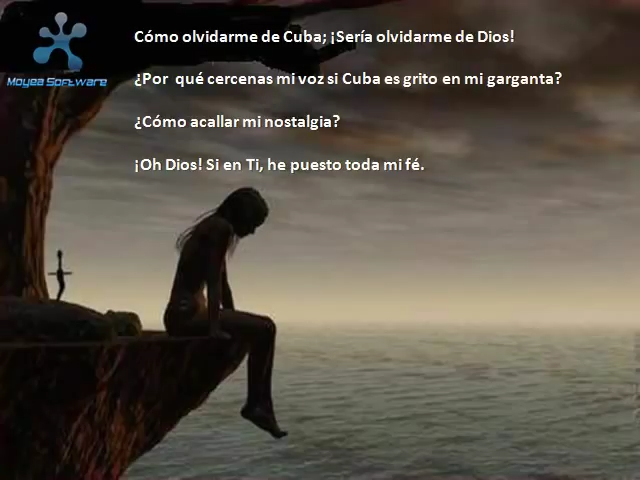 Cómo olvidarme de Cuba; ¡Sería olvidarme de Dios!
¿Por qué cercenas mi voz si Cuba es grito en mi garganta?
¿Cómo acallar mi nostalgia?
¡Oh Dios! Si en Ti, he puesto toda mi fé.
Moyea Software